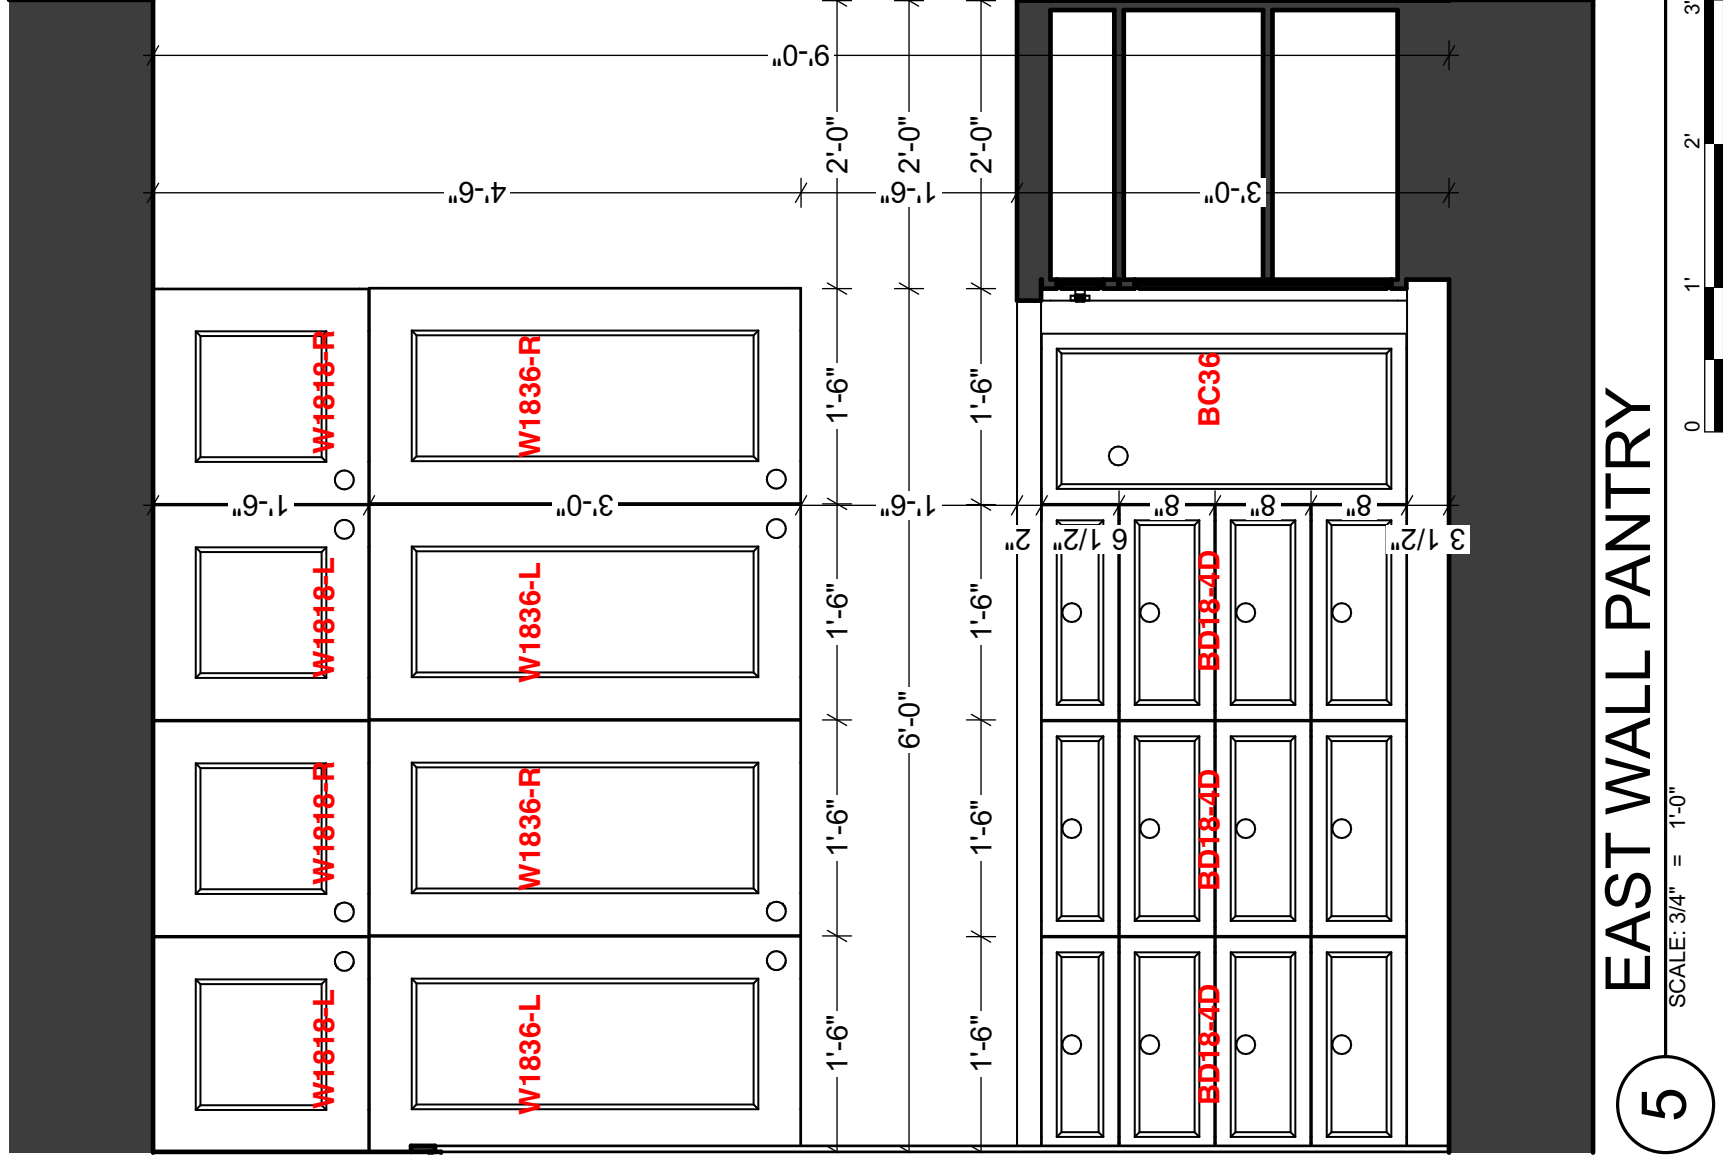 9'-0"
4'-6"
1'-6"
3'-0"
2'-0"
2'-0"
2'-0"
W1818-L
W1818-R
W1818-L
W1818-R
1'-6"
W1836-L
W1836-R
W1836-L
W1836-R
3'-0"
1'-6"
1'-6"
1'-6"
1'-6"
1'-6"
6'-0"
1'-6"
1'-6"
1'-6"
1'-6"
2"
6 1/2"
8"
8"
8"
3 1/2"
BD18-4D
BD18-4D
BD18-4D
BC36
5
EAST WALL PANTRY
SCALE: 3/4" = 1'-0"
0 1' 2' 3'